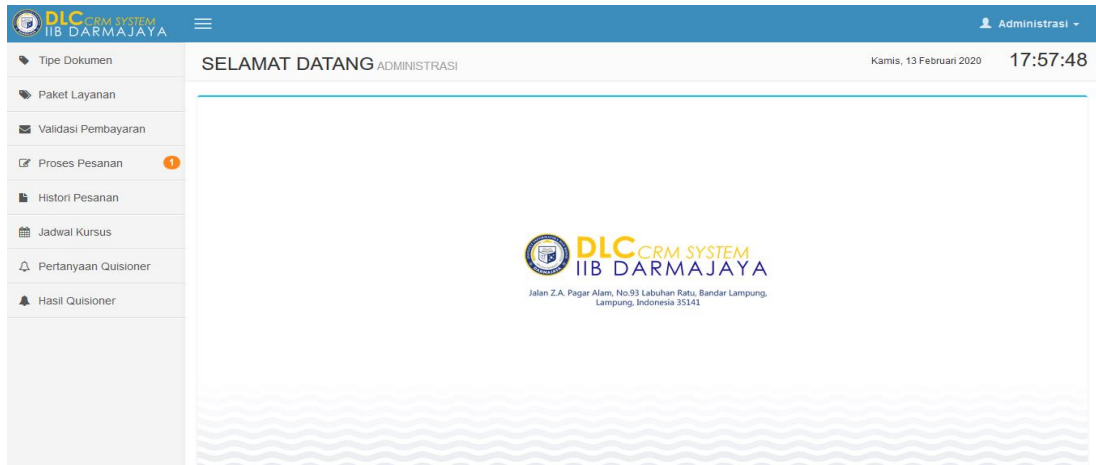 DLC CRM SYSTEM
IIB DARMAJAYA
Administrasi
Tipe Dokumen
Paket Layanan
Validasi Pembayaran
Proses Pesanan 1
Histori Pesanan
Jadwal Kursus
Pertanyaan Quisioner
Hasil Quisioner
SELAMAT DATANG ADMINISTRASI
Kamis, 13 Februari 2020 17:57:48
DLC CRM SYSTEM
IIB DARMAJAYA
Jalan Z.A. Pagar Alam, No.93 Labuhan Ratu, Bandar Lampung,
Lampung, Indonesia 35141